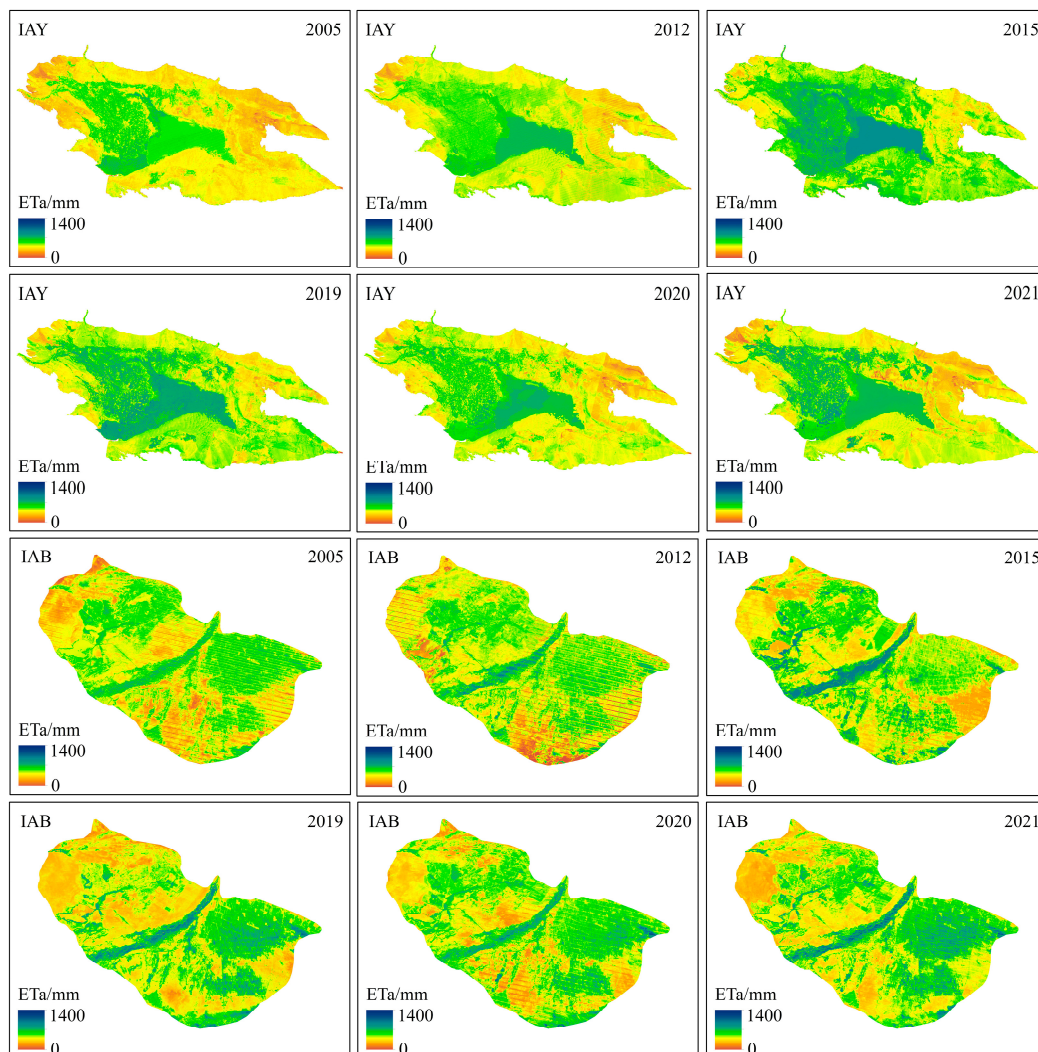 IAY 2005
ETa/mm
1400
0
IAY 2012
ETa/mm
1400
0
IAY 2015
ETa/mm
1400
0
IAY 2019
ETa/mm
1400
0
IAY 2020
ETa/mm
1400
0
IAY 2021
ETa/mm
1400
0
IAB 2005
ETa/mm
1400
0
IAB 2012
ETa/mm
1400
0
IAB 2015
ETa/mm
1400
0
IAB 2019
ETa/mm
1400
0
IAB 2020
ETa/mm
1400
0
IAB 2021
ETa/mm
1400
0